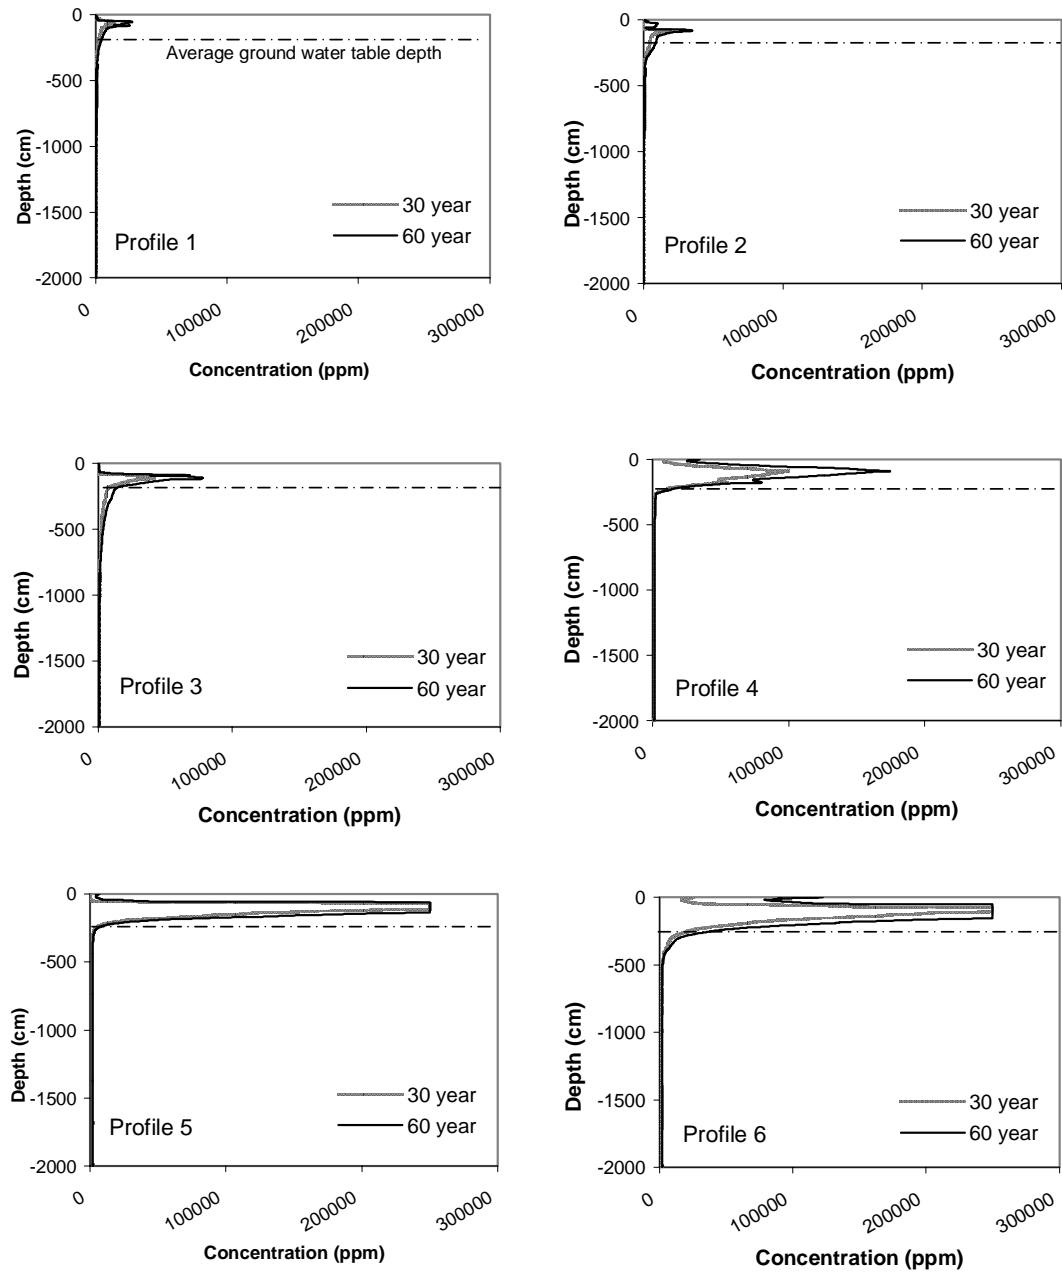 0
-500
-1000
-1500
-2000
Depth (cm)
Average ground water table depth
30 year
60 year
Profile 1
0
100000
200000
300000
Concentration (ppm)
0
-500
-1000
-1500
-2000
Depth (cm)
30 year
60 year
Profile 2
0
100000
200000
300000
Concentration (ppm)
0
-500
-1000
-1500
-2000
Depth (cm)
30 year
60 year
Profile 3
0
100000
200000
300000
Concentration (ppm)
0
-500
-1000
-1500
-2000
Depth (cm)
30 year
60 year
Profile 4
0
100000
200000
300000
Concentration (ppm)
0
-500
-1000
-1500
-2000
Depth (cm)
30 year
60 year
Profile 5
0
100000
200000
300000
Concentration (ppm)
0
-500
-1000
-1500
-2000
Depth (cm)
30 year
60 year
Profile 6
0
100000
200000
300000
Concentration (ppm)